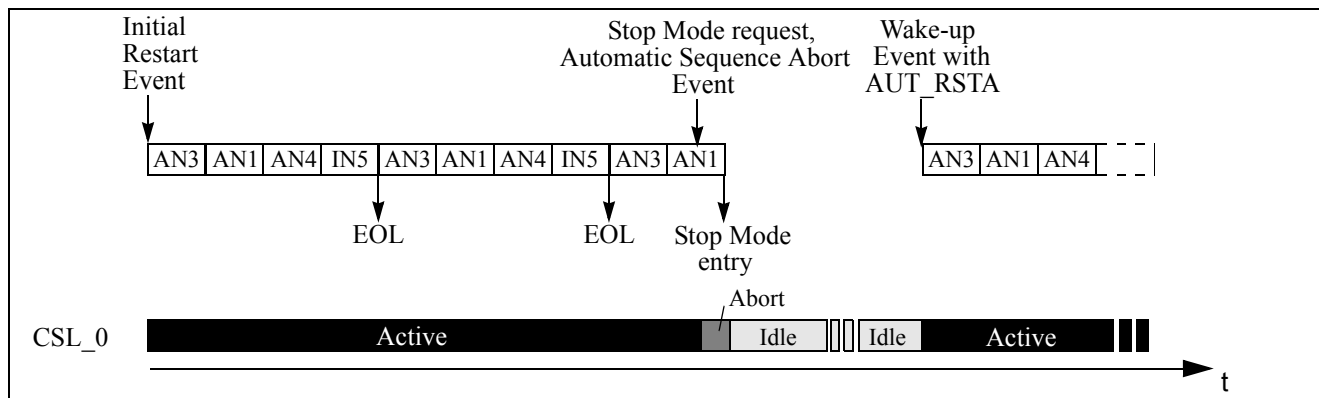 Initial
Restart
Event
Stop Mode request,
Automatic Sequence Abort
Event
Wake-up
Event with
AUT_RSTA
AN3 AN1 AN4 IN5 AN3 AN1 AN4 IN5 AN3 AN1
AN3 AN1 AN4
EOL
EOL
Stop Mode
entry
Abort
CSL_0
Active
Idle
Idle
Active
t